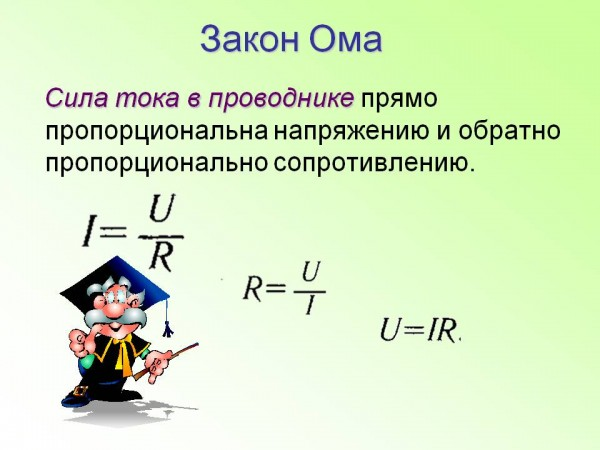 Закон Ома
Сила тока в проводнике прямо
пропорциональна напряжению и обратно
пропорционально сопротивлению.
I = U/R
R = U/I
U=IR.